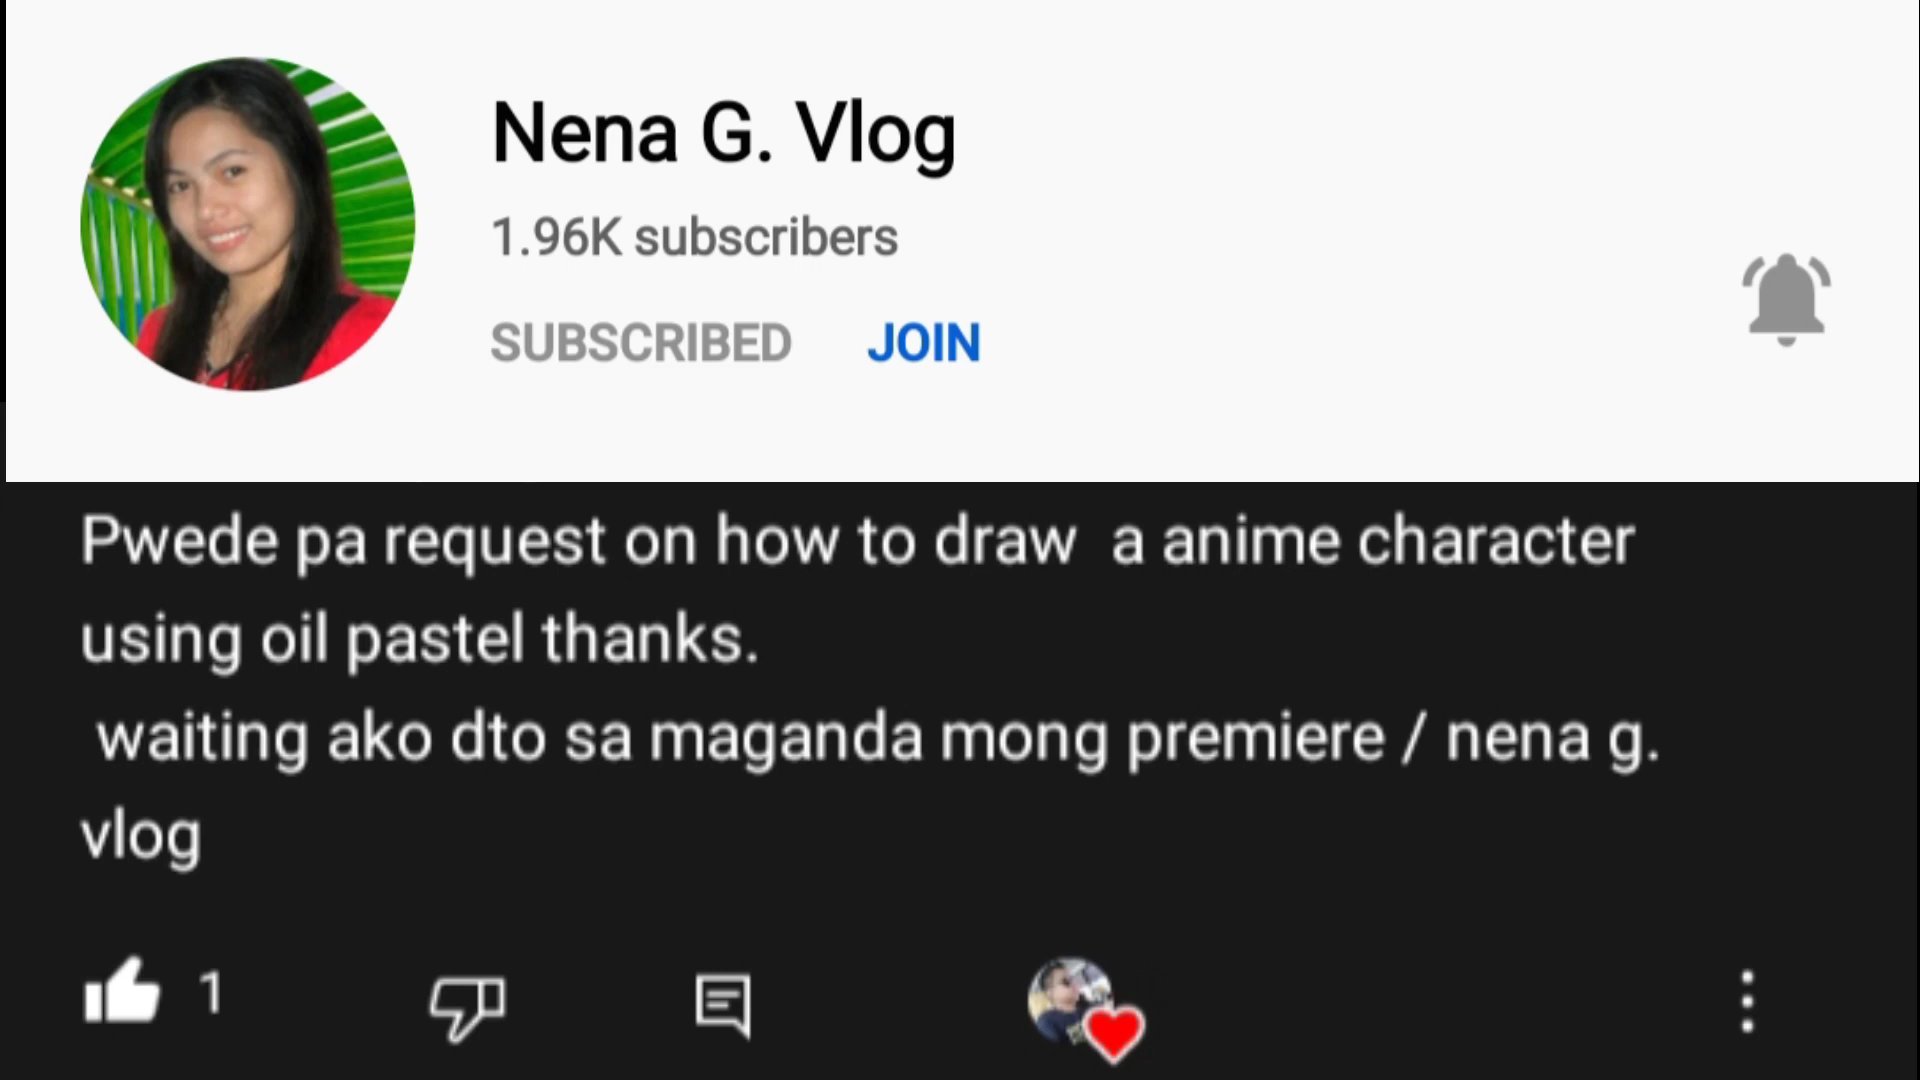 Nena G. Vlog
1.96K subscribers
SUBSCRIBED JOIN
Pwede pa request on how to draw  a anime character
using oil pastel thanks.
waiting ako dto sa maganda mong premiere / nena g.
vlog
1